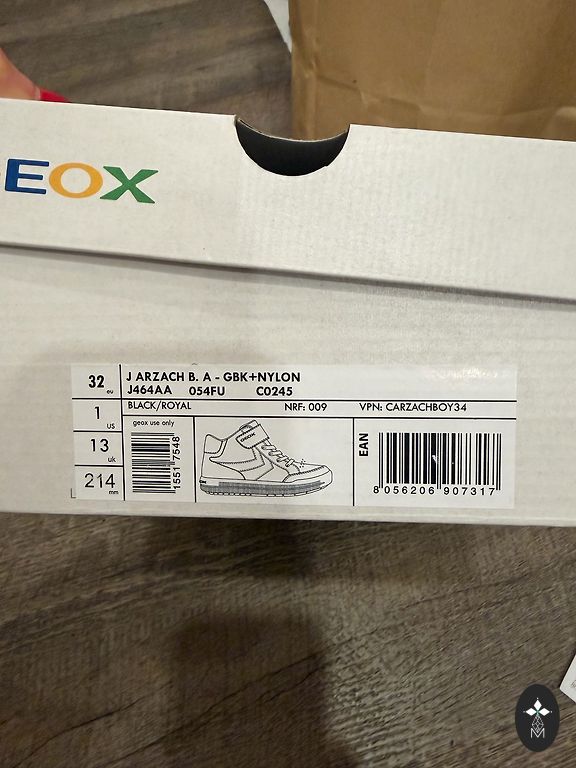 EOX
32 eu
J ARZACH B. A - GBK+NYLON
J464AA 054FU C0245
1 US
BLACK/ROYAL NRF: 009 VPN: CARZACHBOY34
13 uk
geox use only
214 mm
1551 7548
GEOX
EAN
8 056206 907317
M